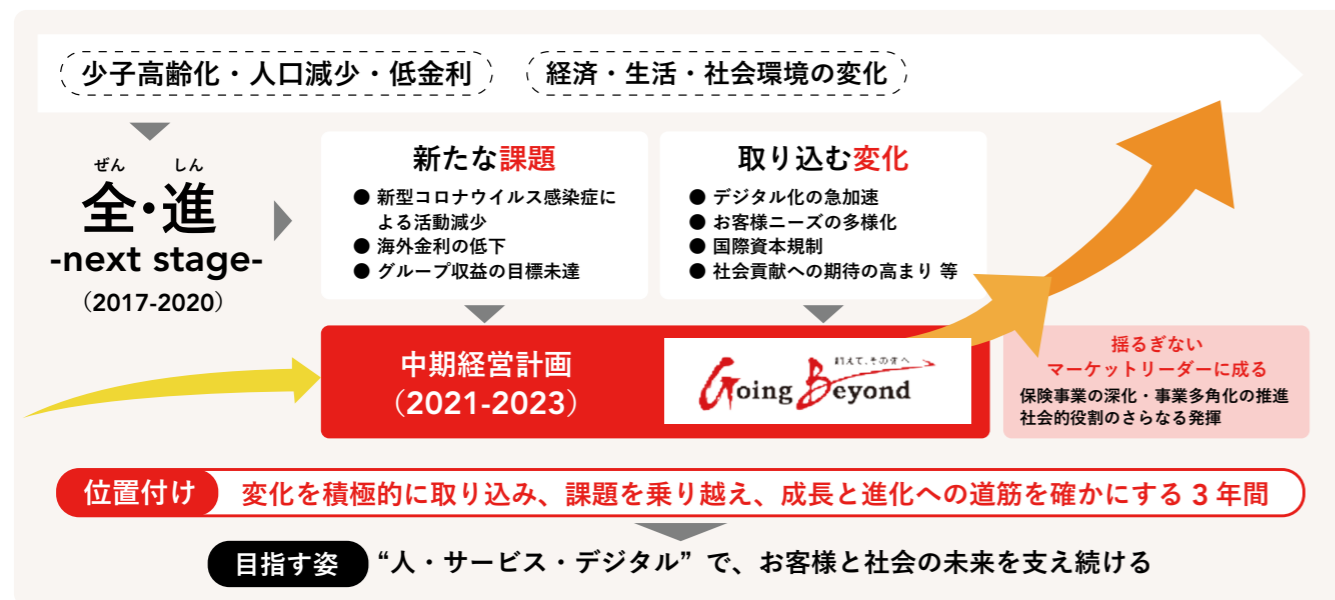 少子高齢化・人口減少・低金利
経済・生活・社会環境の変化
ぜん しん
全・進
-next stage-
（2017-2020）
新たな課題
● 新型コロナウイルス感染症に
よる活動減少
● 海外金利の低下
● グループ収益の目標未達
取り込む変化
● デジタル化の急加速
● お客様ニーズの多様化
● 国際資本規制
● 社会貢献への期待の高まり 等
中期経営計画
（2021-2023）
超えて、その先へ
Going Beyond
揺るぎない
マーケットリーダーに成る
保険事業の深化・事業多角化の推進
社会的役割のさらなる発揮
位置付け 変化を積極的に取り込み、課題を乗り越え、成長と進化への道筋を確かにする 3 年間
目指す姿 “人・サービス・デジタル” で、お客様と社会の未来を支え続ける